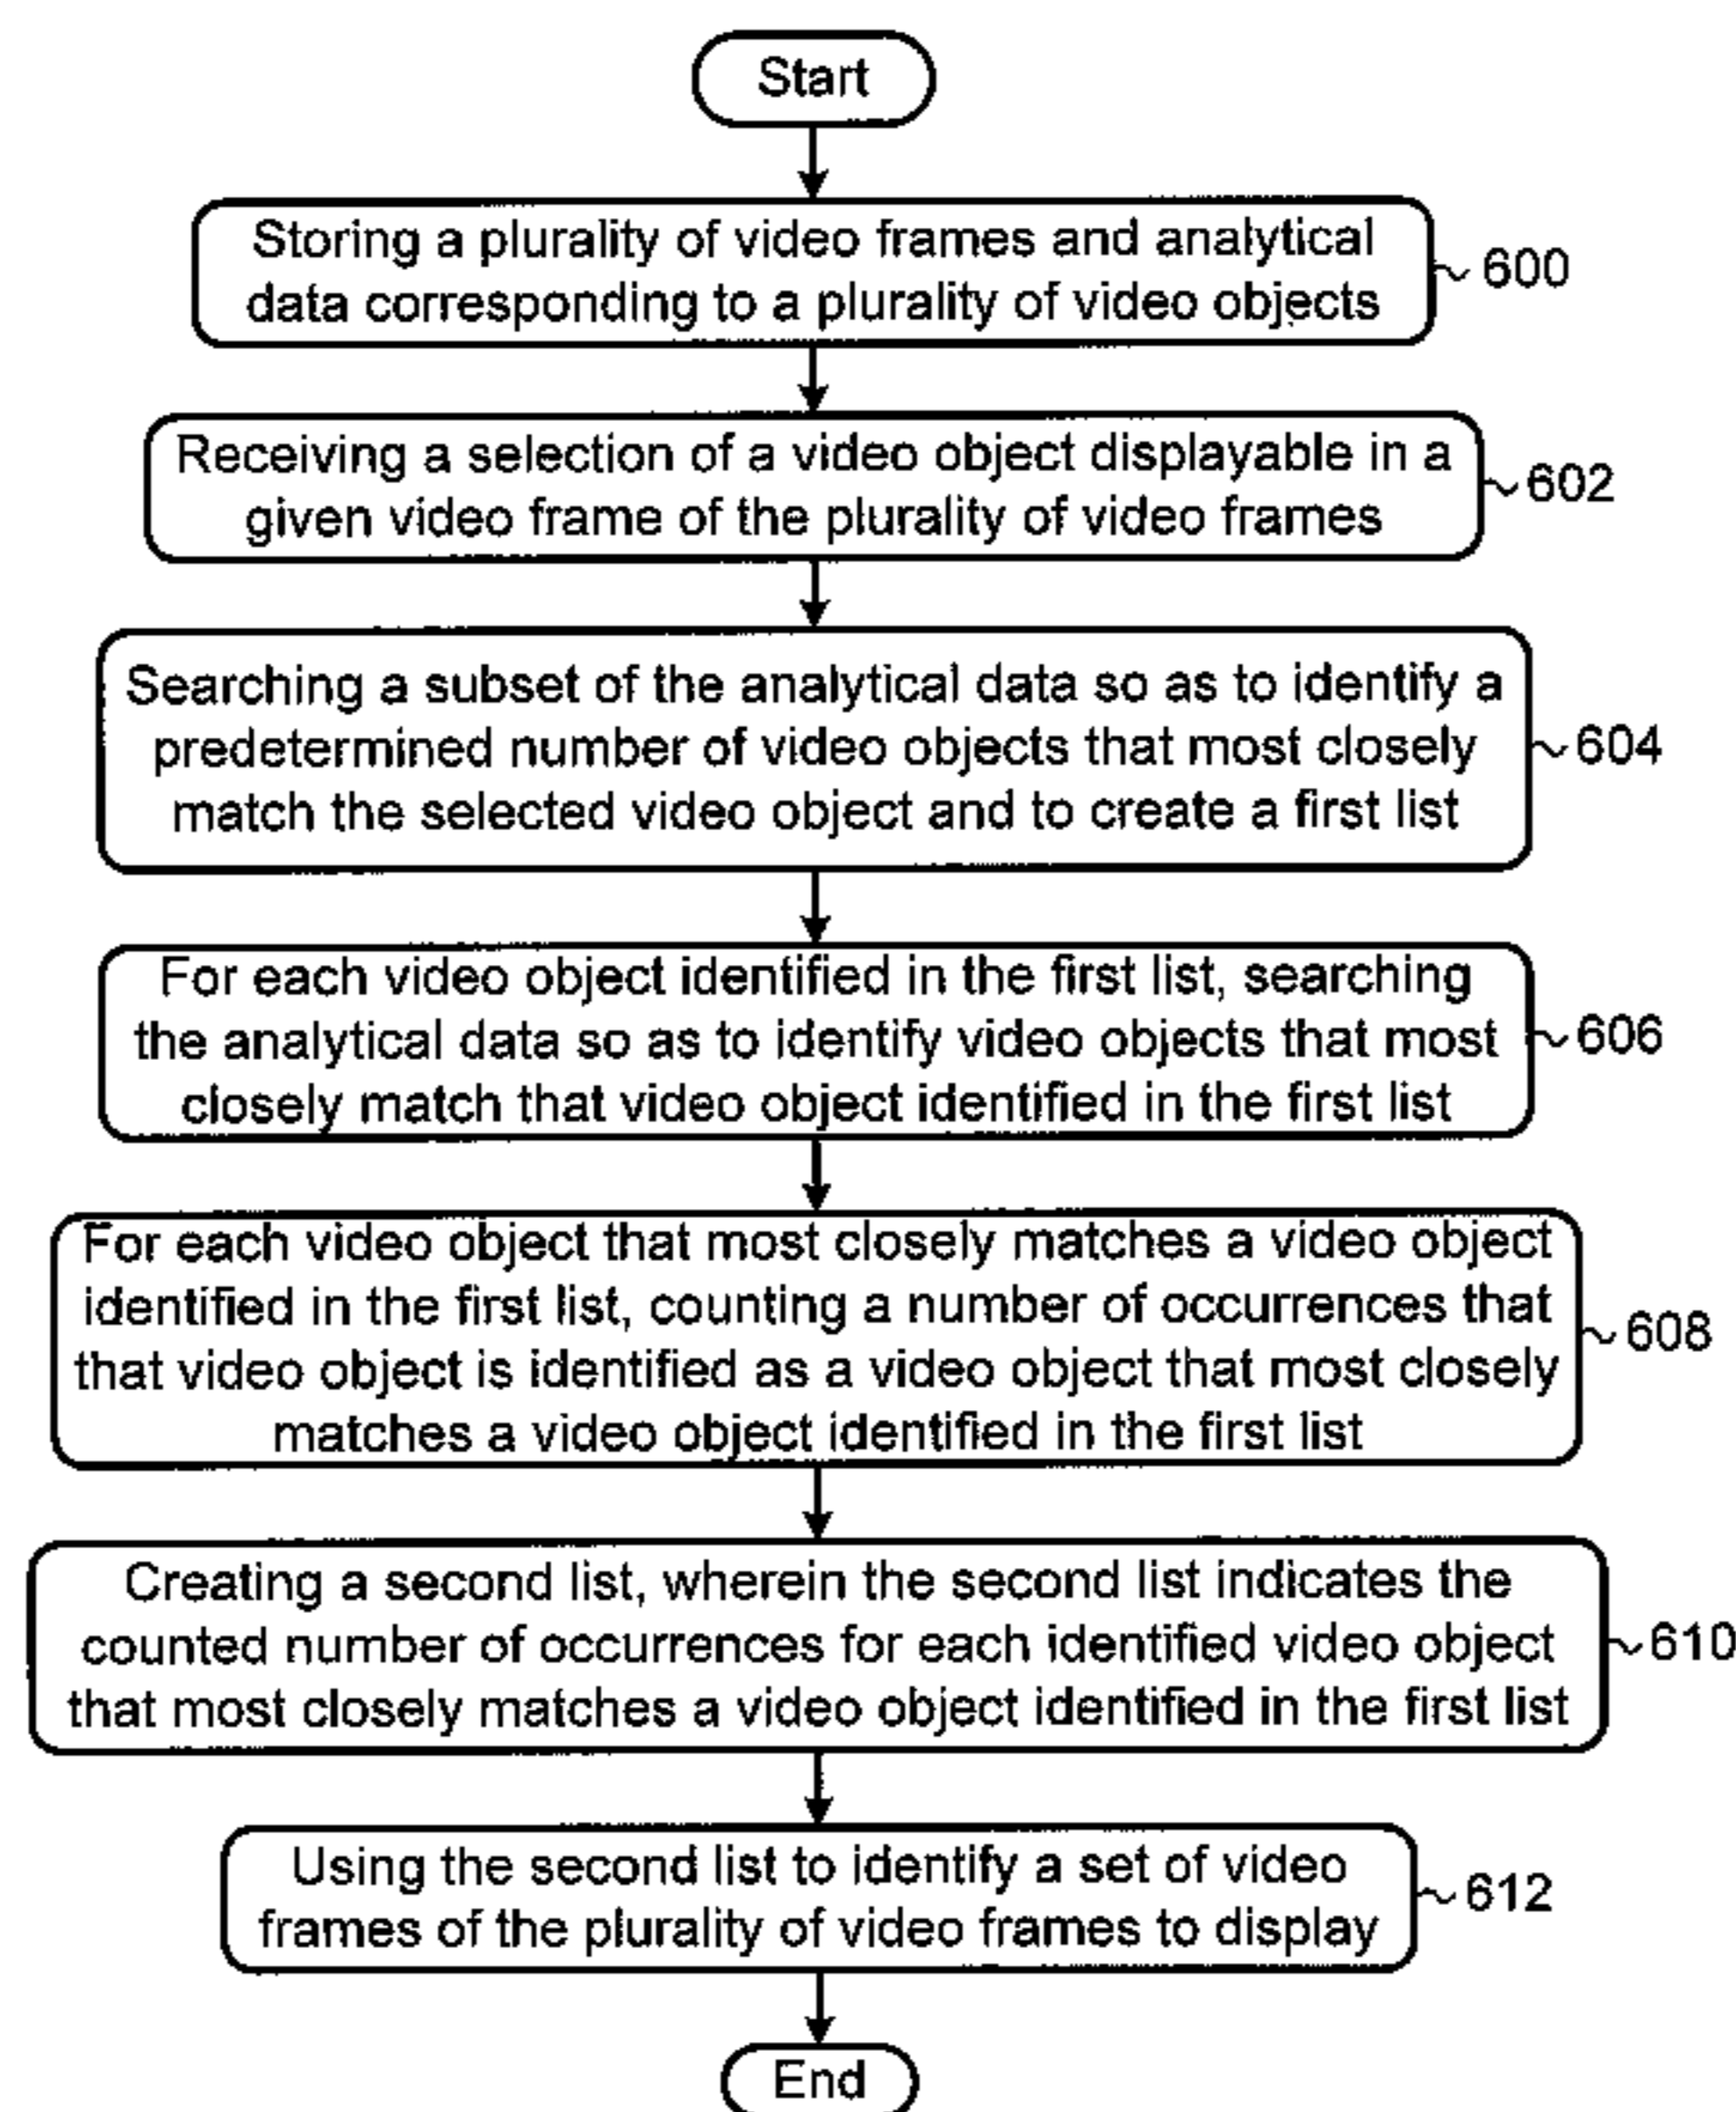 Start
Storing a plurality of video frames and analytical
data corresponding to a plurality of video objects
600
Receiving a selection of a video object displayable in a
given video frame of the plurality of video frames
602
Searching a subset of the analytical data so as to identify a
predetermined number of video objects that most closely
match the selected video object and to create a first list
604
For each video object identified in the first list, searching
the analytical data so as to identify video objects that most
closely match that video object identified in the first list
606
For each video object that most closely matches a video object
identified in the first list, counting a number of occurrences that
that video object is identified as a video object that most closely
matches a video object identified in the first list
608
Creating a second list, wherein the second list indicates the
counted number of occurrences for each identified video object
that most closely matches a video object identified in the first list
610
Using the second list to identify a set of video
frames of the plurality of video frames to display
612
End